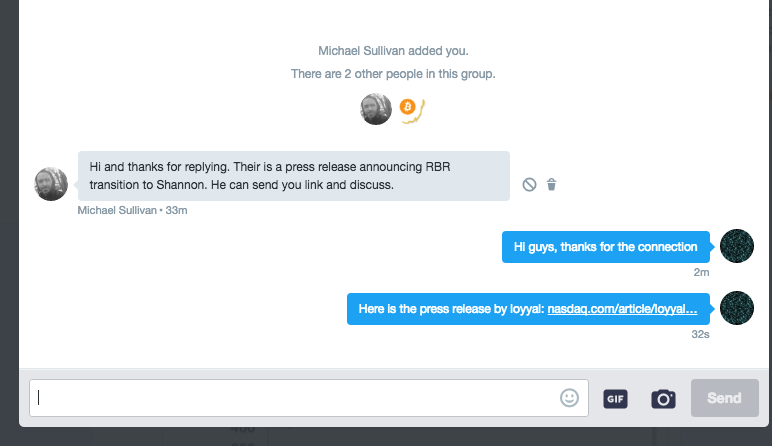 Michael Sullivan added you.
There are 2 other people in this group.
Hi and thanks for replying. Their is a press release announcing RBR
transition to Shannon. He can send you link and discuss.
Michael Sullivan • 33m
Hi guys, thanks for the connection
2m
Here is the press release by loyyal: nasdaq.com/article/loyyal…
32s
GIF
Send